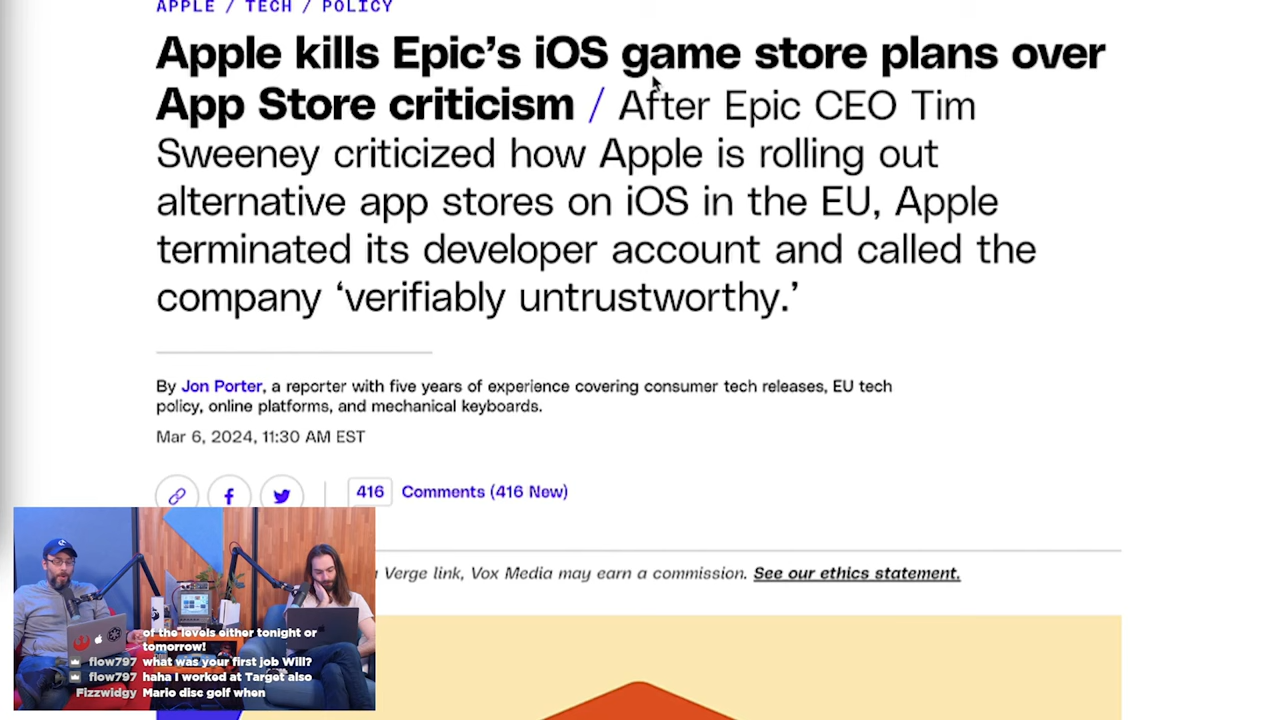 APPLE / TECH / POLICY
Apple kills Epic’s iOS game store plans over
App Store criticism / After Epic CEO Tim
Sweeney criticized how Apple is rolling out
alternative app stores on iOS in the EU, Apple
terminated its developer account and called the
company ‘verifiably untrustworthy.’
By Jon Porter, a reporter with five years of experience covering consumer tech releases, EU tech
policy, online platforms, and mechanical keyboards.
Mar 6, 2024, 11:30 AM EST
416 Comments (416 New)
Verge link, Vox Media may earn a commission. See our ethics statement.
of the levels either tonight or
tomorrow!
flow797 what was your first job Will?
flow797 haha I worked at Target also
Fizzwidgy Mario disc golf when